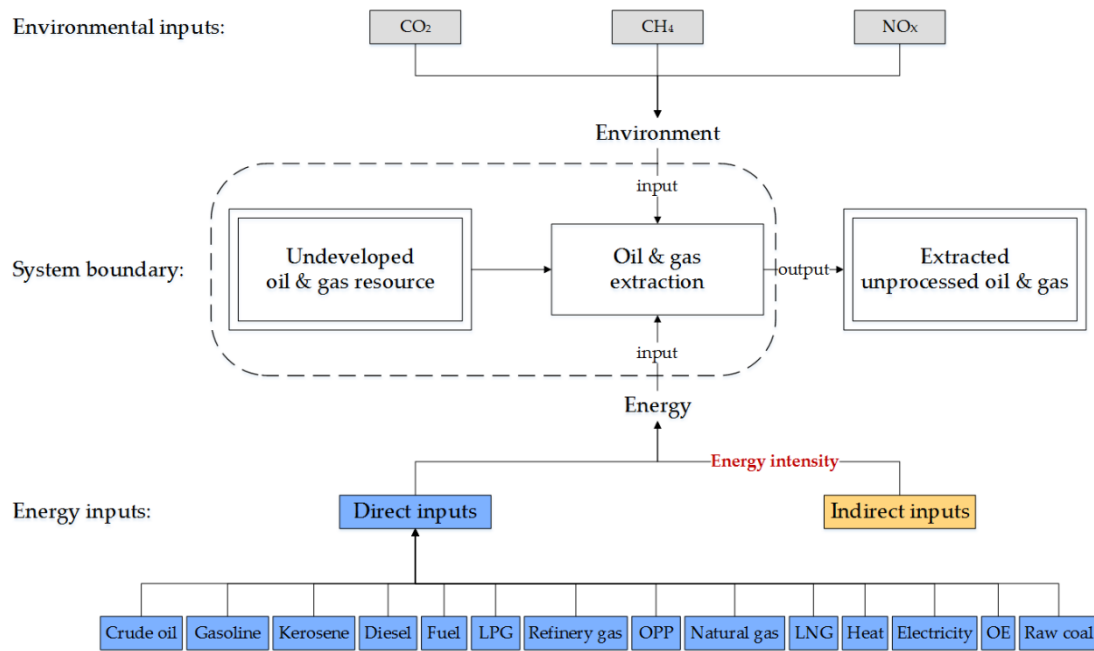 Environmental inputs:
CO₂
CH₄
NOₓ
Environment
input
System boundary:
Undeveloped
oil & gas resource
Oil & gas
extraction
output
Extracted
unprocessed oil & gas
input
Energy
Energy intensity
Energy inputs:
Direct inputs
Indirect inputs
Crude oil
Gasoline
Kerosene
Diesel
Fuel
LPG
Refinery gas
OPP
Natural gas
LNG
Heat
Electricity
OE
Raw coal